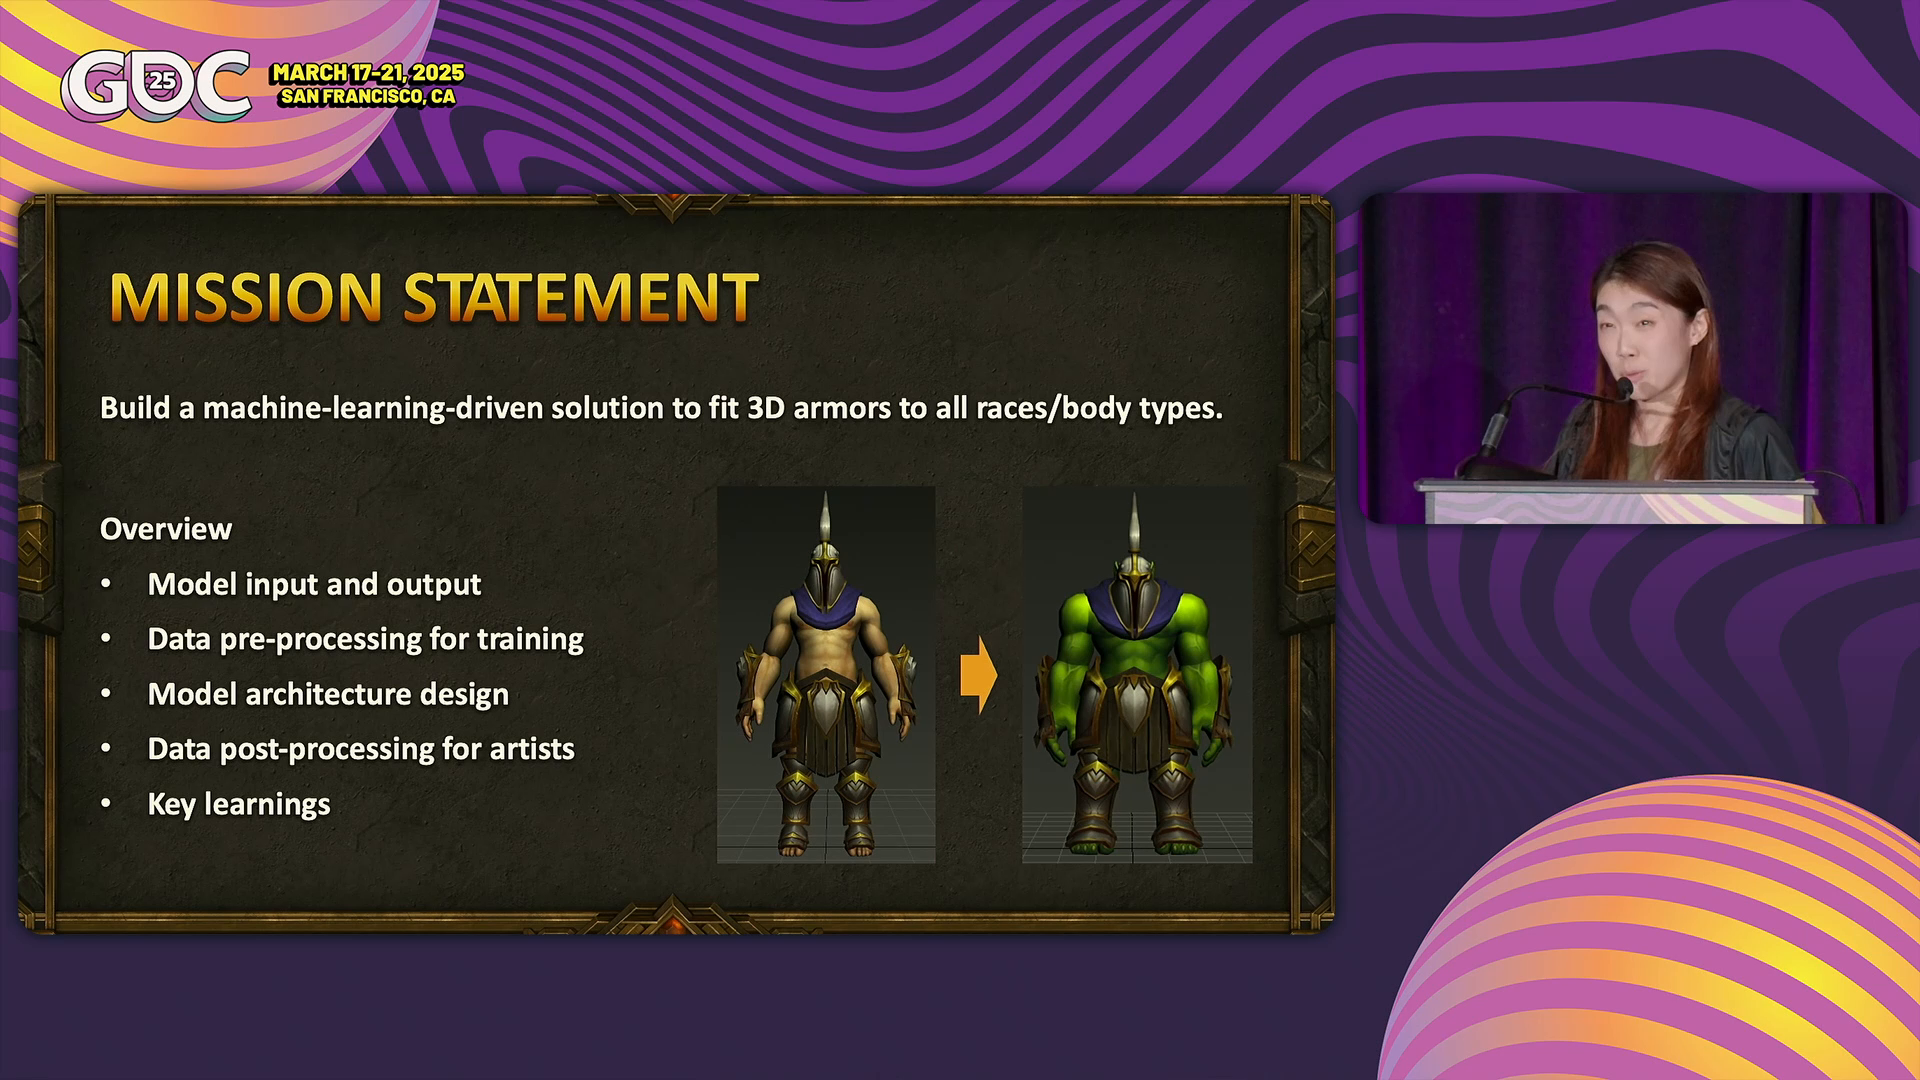 GDC 25
MARCH 17-21, 2025
SAN FRANCISCO, CA
MISSION STATEMENT
Build a machine-learning-driven solution to fit 3D armors to all races/body types.
Overview
• Model input and output
• Data pre-processing for training
• Model architecture design
• Data post-processing for artists
• Key learnings